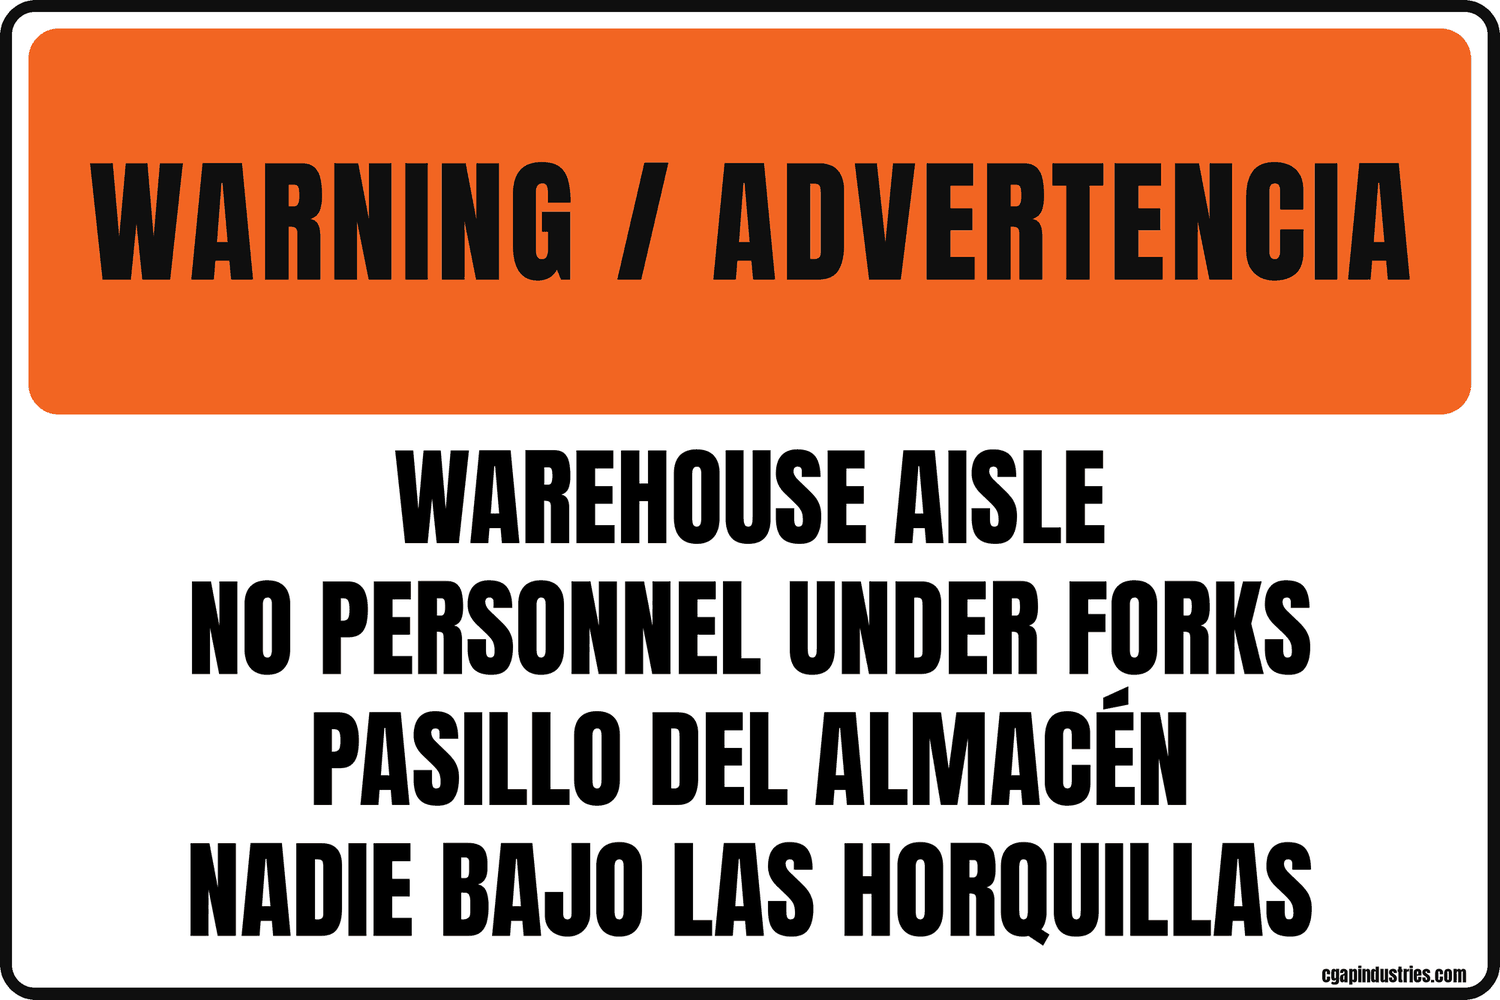 WARNING / ADVERTENCIA
WAREHOUSE AISLE
NO PERSONNEL UNDER FORKS
PASILLO DEL ALMACÉN
NADIE BAJO LAS HORQUILLAS
cgapindustries.com